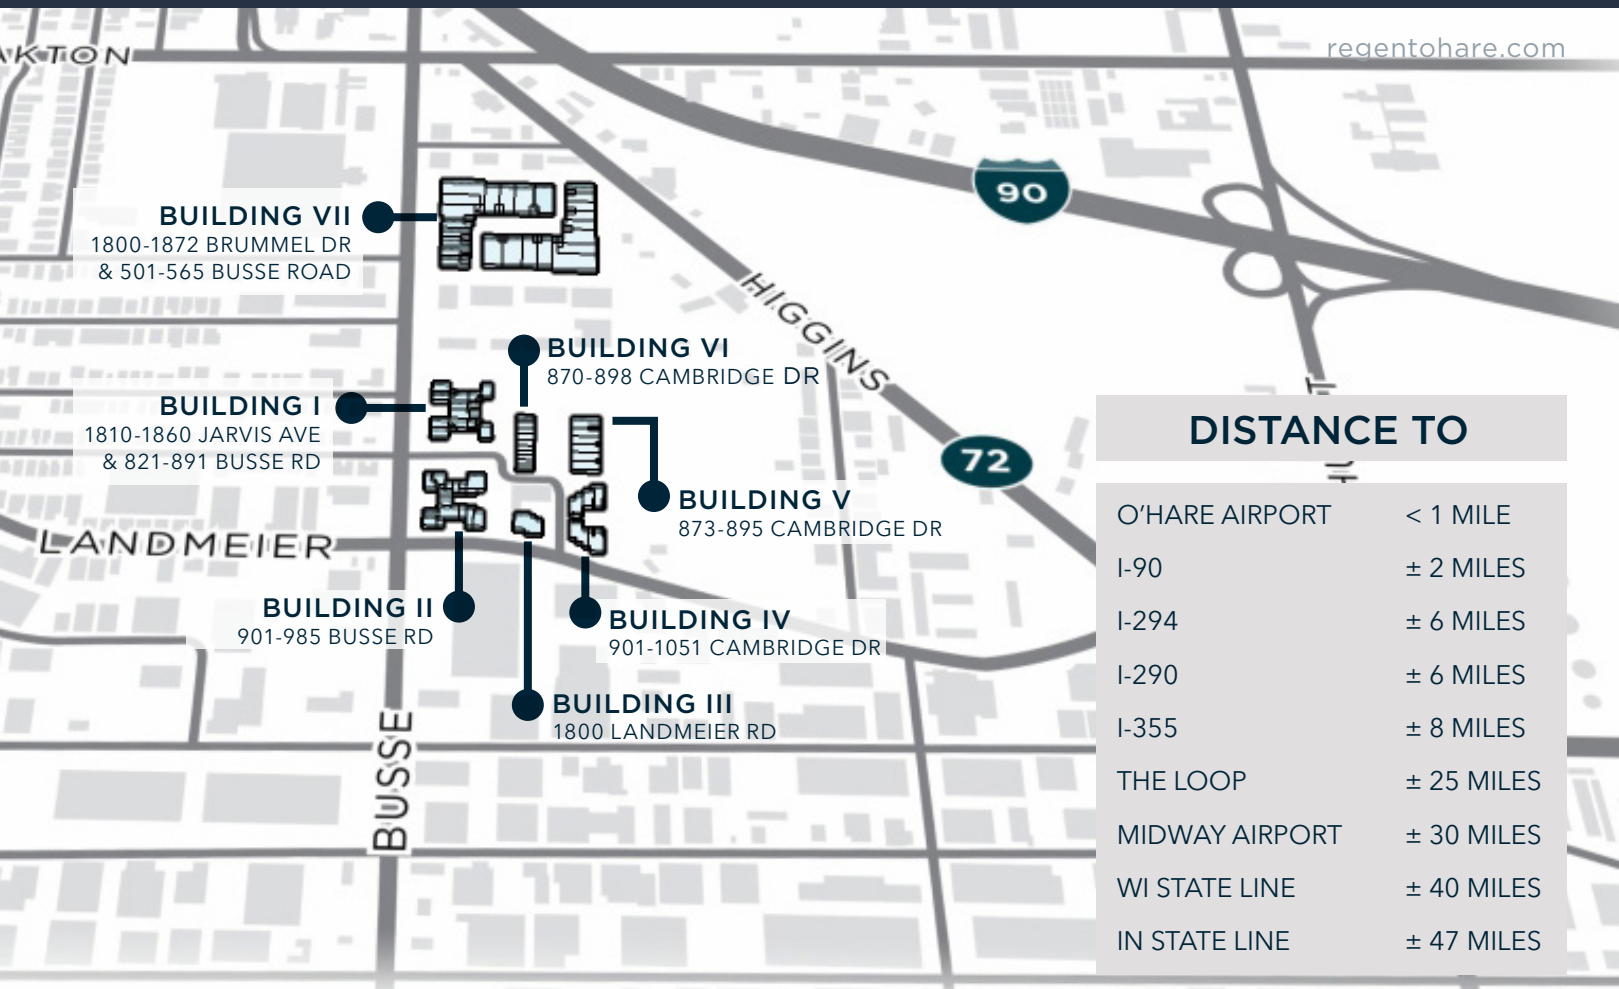 regentohare.com
AKTON
90
BUILDING VII
1800-1872 BRUMMEL DR
& 501-565 BUSSE ROAD
HIGGINS
BUILDING VI
870-898 CAMBRIDGE DR
BUILDING I
1810-1860 JARVIS AVE
& 821-891 BUSSE RD
72
BUILDING V
873-895 CAMBRIDGE DR
LANDMEIER
BUILDING II
901-985 BUSSE RD
BUILDING IV
901-1051 CAMBRIDGE DR
BUILDING III
1800 LANDMEIER RD
BUSSE
DISTANCE TO
O'HARE AIRPORT < 1 MILE
I-90 ± 2 MILES
I-294 ± 6 MILES
I-290 ± 6 MILES
I-355 ± 8 MILES
THE LOOP ± 25 MILES
MIDWAY AIRPORT ± 30 MILES
WI STATE LINE ± 40 MILES
IN STATE LINE ± 47 MILES